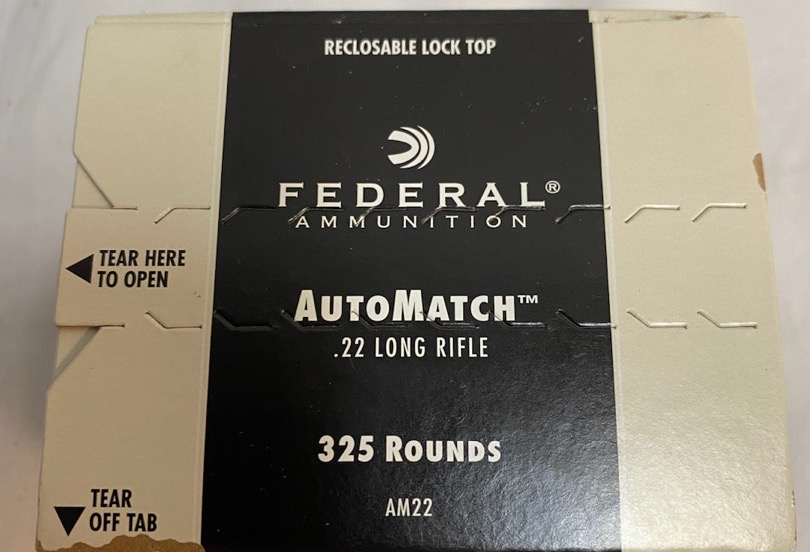 RECLOSABLE LOCK TOP
FEDERAL®
AMMUNITION
TEAR HERE
TO OPEN
AUTOMATCH™
.22 LONG RIFLE
325 ROUNDS
AM22
TEAR
OFF TAB